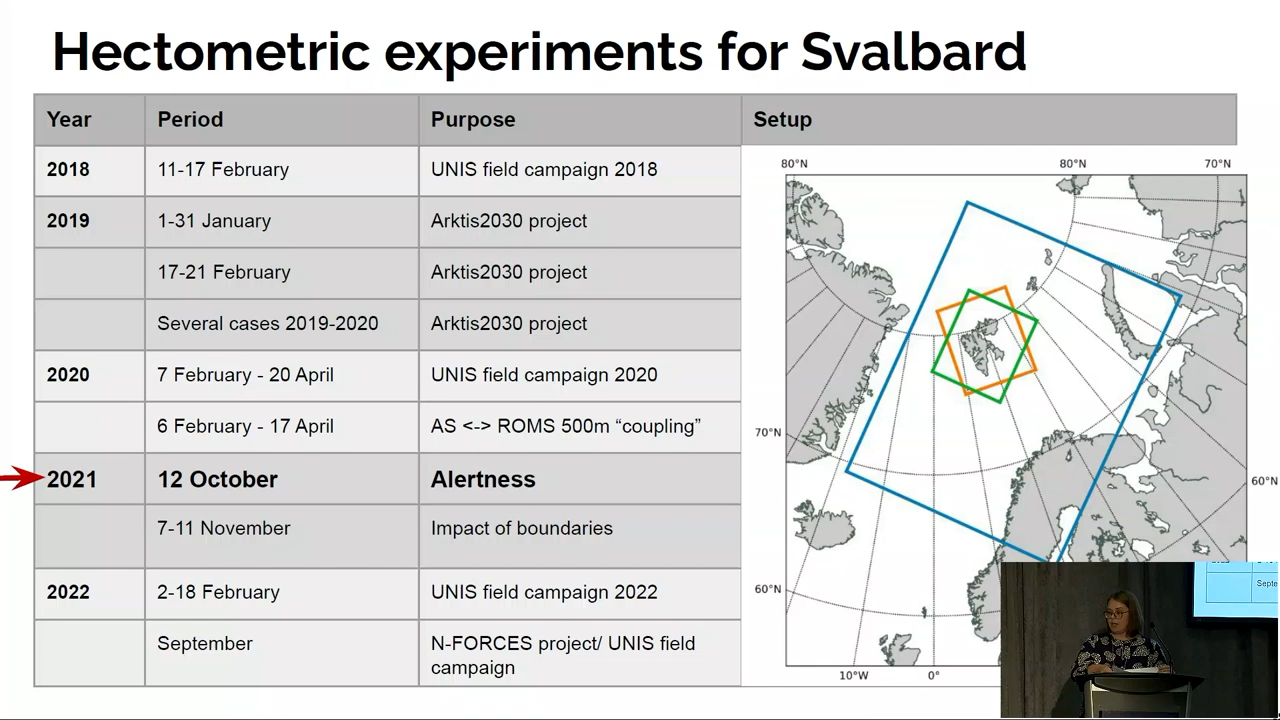 Hectometric experiments for Svalbard
Year Period Purpose Setup
2018 11-17 February UNIS field campaign 2018
2019 1-31 January Arktis2030 project
17-21 February Arktis2030 project
Several cases 2019-2020 Arktis2030 project
2020 7 February - 20 April UNIS field campaign 2020
6 February - 17 April AS <-> ROMS 500m “coupling”
2021 12 October Alertness
7-11 November Impact of boundaries
2022 2-18 February UNIS field campaign 2022
September N-FORCES project/ UNIS field
campaign
80°N 80°N 70°N
70°N
60°N
60°N
10°W 0°
Septe